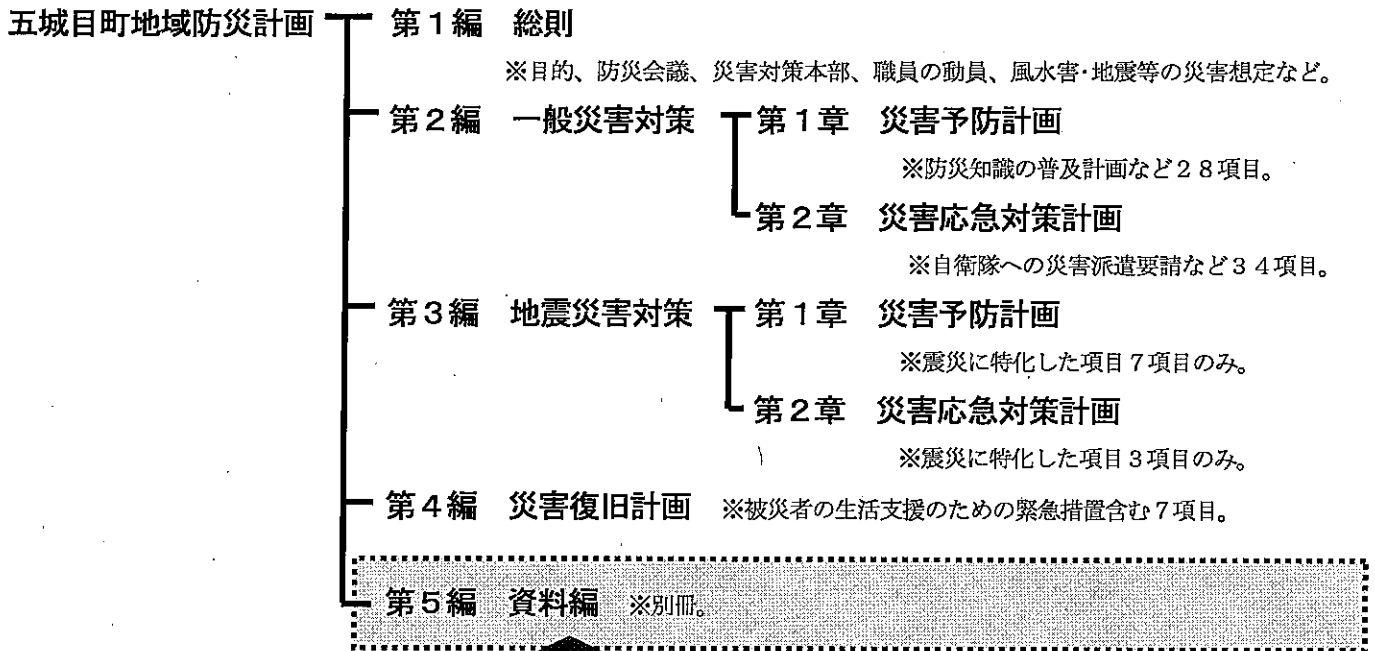 五城目町地域防災計画 第1編 総則
※目的、防災会議、災害対策本部、職員の動員、風水害・地震等の災害想定など。
第2編 一般災害対策 第1章 災害予防計画
※防災知識の普及計画など28項目。
第2章 災害応急対策計画
※自衛隊への災害派遣要請など34項目。
第3編 地震災害対策 第1章 災害予防計画
※震災に特化した項目7項目のみ。
第2章 災害応急対策計画
※震災に特化した項目3項目のみ。
第4編 災害復旧計画 ※被災者の生活支援のための緊急措置含む7項目。
第5編 資料編 ※別冊。